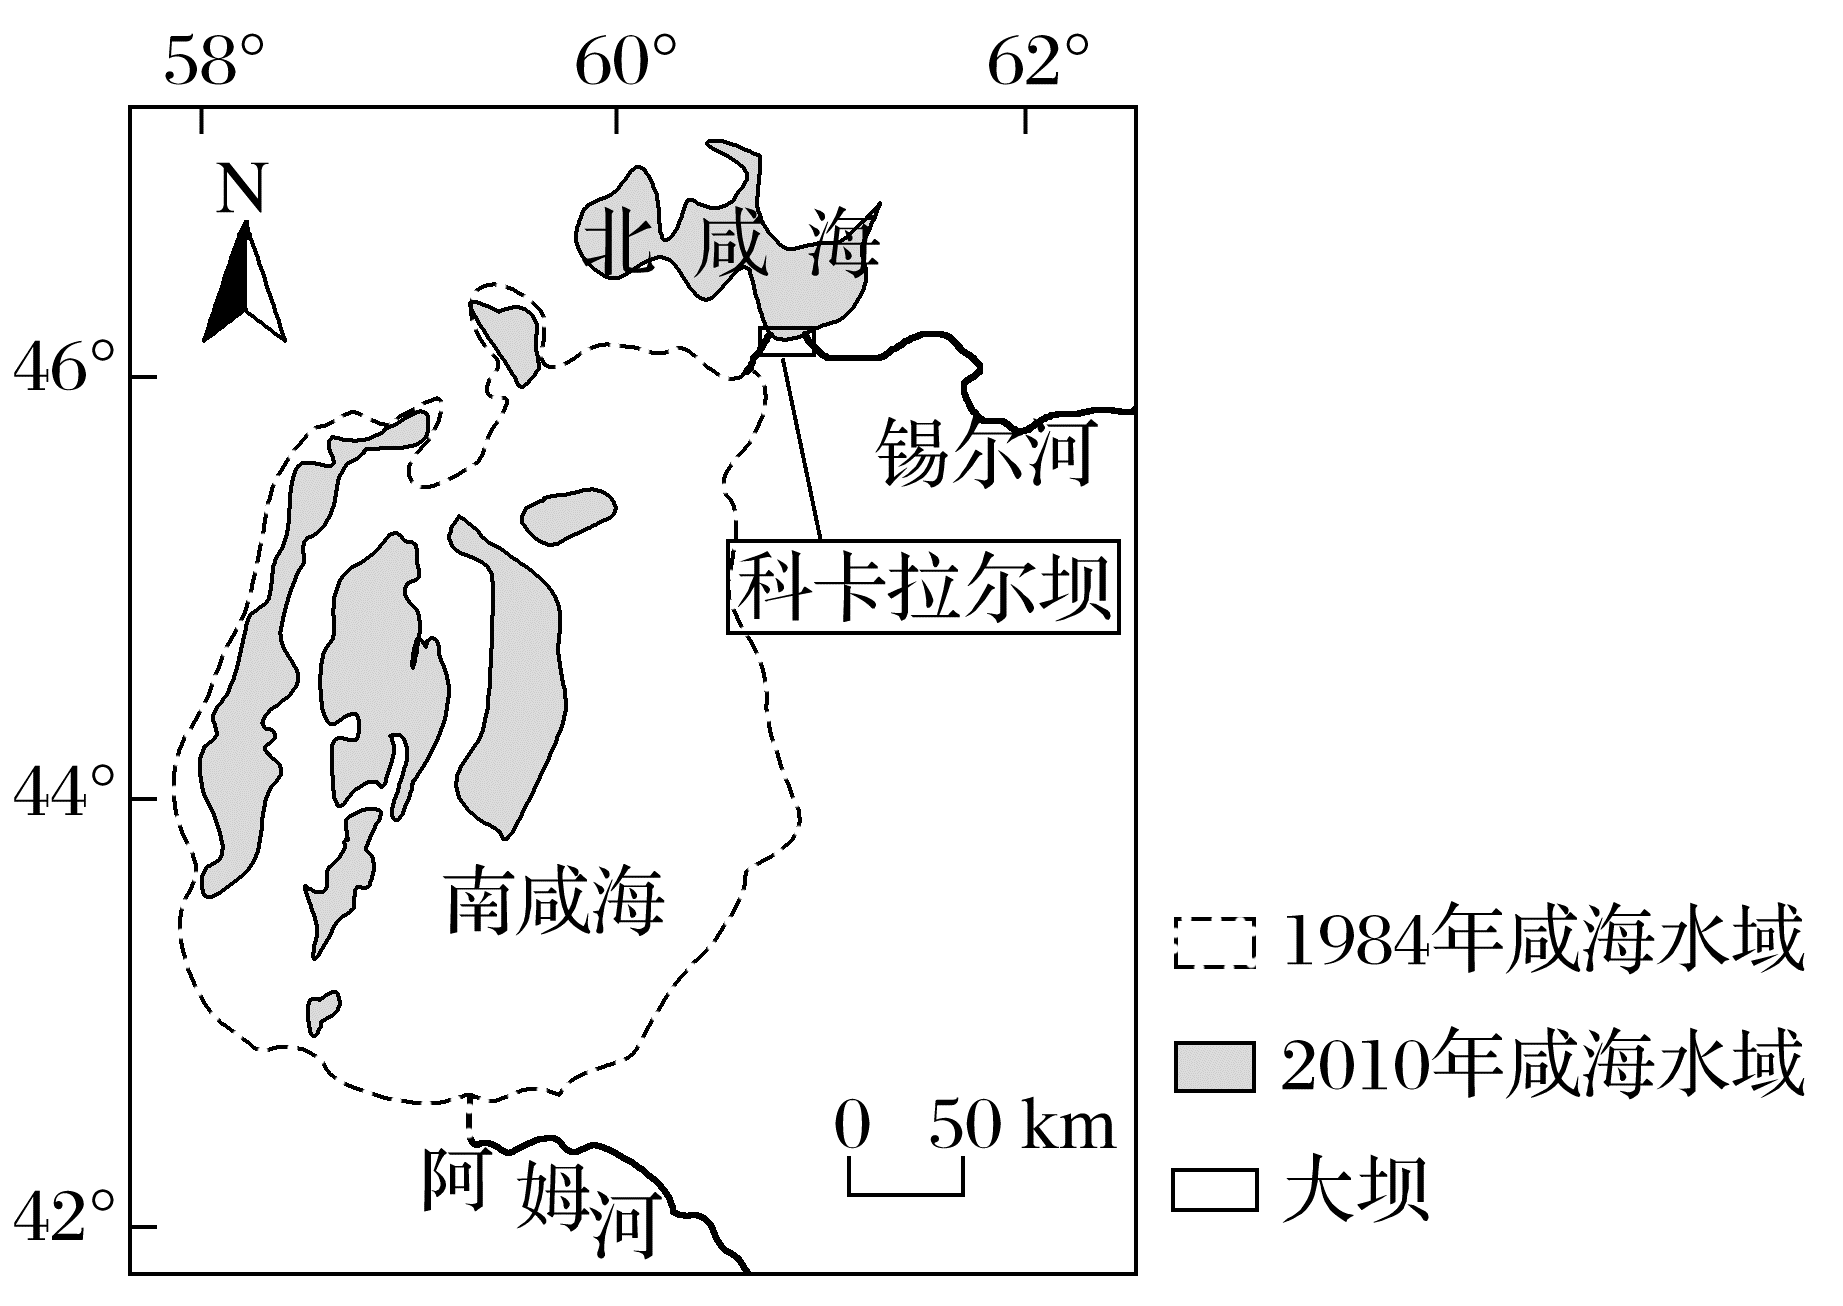 58° 60° 62°
N
北咸海
46°
锡尔河
科卡拉尔坝
44°
南咸海
1984年咸海水域
2010年咸海水域
0 50 km
阿姆河
大坝
42°